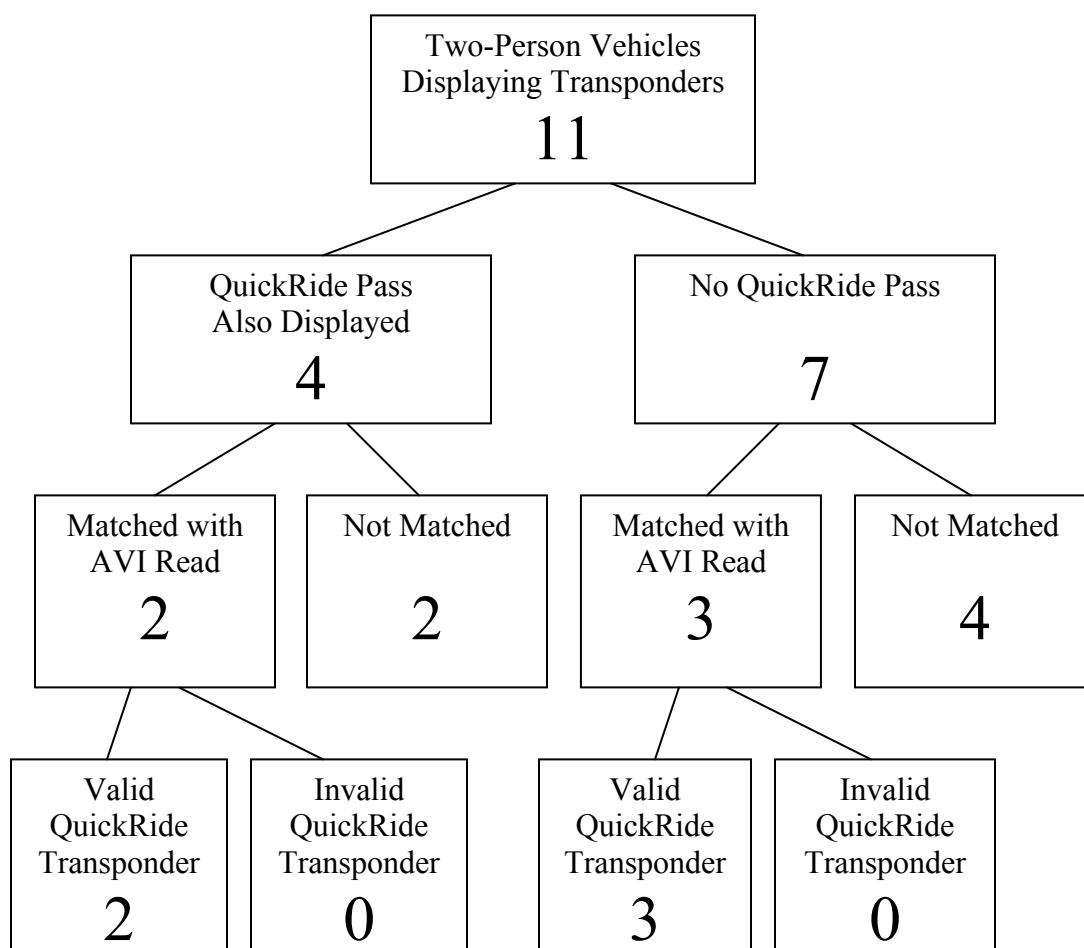 Two-Person Vehicles
Displaying Transponders
11
QuickRide Pass
Also Displayed
4
No QuickRide Pass
7
Matched with
AVI Read
2
Not Matched
2
Matched with
AVI Read
3
Not Matched
4
Valid
QuickRide
Transponder
2
Invalid
QuickRide
Transponder
0
Valid
QuickRide
Transponder
3
Invalid
QuickRide
Transponder
0